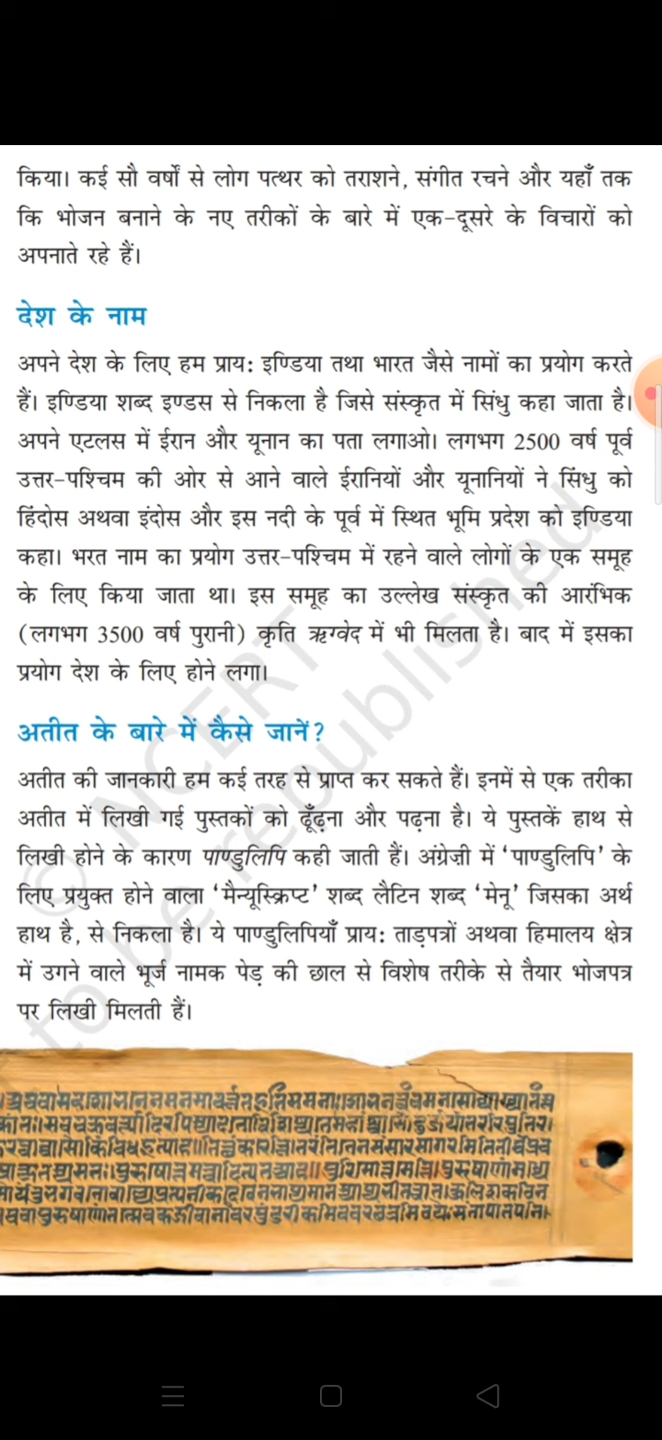 किया। कई सौ वर्षों से लोग पत्थर को तराशने, संगीत रचने और यहाँ तक
कि भोजन बनाने के नए तरीकों के बारे में एक-दूसरे के विचारों को
अपनाते रहे हैं।
देश के नाम
अपने देश के लिए हम प्राय: इण्डिया तथा भारत जैसे नामों का प्रयोग करते
हैं। इण्डिया शब्द इण्डस से निकला है जिसे संस्कृत में सिंधु कहा जाता है।
अपने एटलस में ईरान और यूनान का पता लगाओ। लगभग 2500 वर्ष पूर्व
उत्तर-पश्चिम की ओर से आने वाले ईरानियों और यूनानियों ने सिंधु को
हिंदोस अथवा इंदोस और इस नदी के पूर्व में स्थित भूमि प्रदेश को इण्डिया
कहा। भरत नाम का प्रयोग उत्तर-पश्चिम में रहने वाले लोगों के एक समूह
के लिए किया जाता था। इस समूह का उल्लेख संस्कृत की आरंभिक
(लगभग 3500 वर्ष पुरानी) कृति ऋग्वेद में भी मिलता है। बाद में इसका
प्रयोग देश के लिए होने लगा।
अतीत के बारे में कैसे जानें?
अतीत की जानकारी हम कई तरह से प्राप्त कर सकते हैं। इनमें से एक तरीका
अतीत में लिखी गई पुस्तकों को ढूँढ़ना और पढ़ना है। ये पुस्तकें हाथ से
लिखी होने के कारण पाण्डुलिपि कही जाती हैं। अंग्रेज़ी में ‘पाण्डुलिपि’ के
लिए प्रयुक्त होने वाला ‘मैन्यूस्क्रिप्ट’ शब्द लैटिन शब्द ‘मेनू’ जिसका अर्थ
हाथ है, से निकला है। ये पाण्डुलिपियाँ प्राय: ताड़पत्रों अथवा हिमालय क्षेत्र
में उगने वाले भूर्ज नामक पेड़ की छाल से विशेष तरीके से तैयार भोजपत्र
पर लिखी मिलती हैं।
© NCERT
to be republished